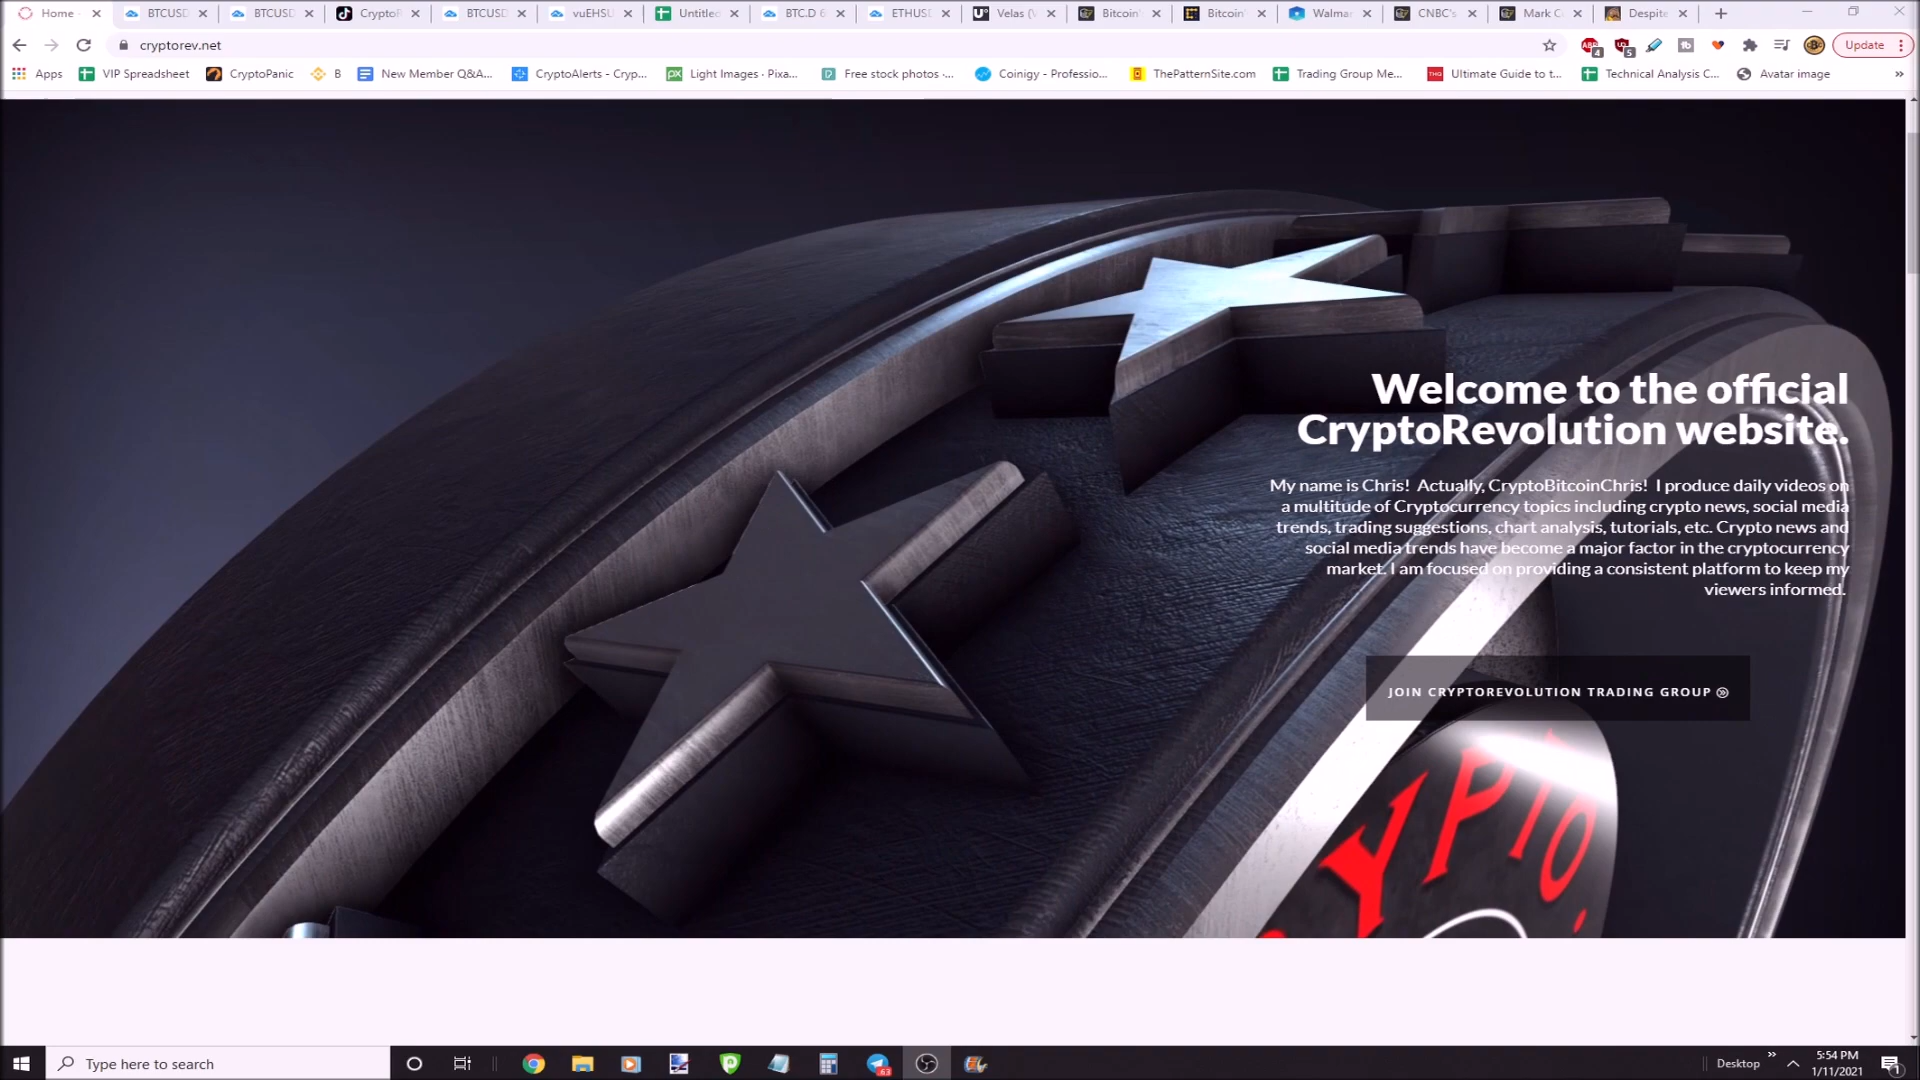 Home
BTCUSD
BTCUSD
CryptoR
BTCUSD
vuEHSU
Untitled
BTC.D 6
ETHUSD
Velas (V
Bitcoin'
Bitcoin'
Walmar
CNBC's
Mark C
Despite
cryptorev.net
Update
Apps
VIP Spreadsheet
CryptoPanic
B
New Member Q&A...
CryptoAlerts - Cryp...
Light Images · Pixa...
Free stock photos ·...
Coinigy - Professio...
ThePatternSite.com
Trading Group Me...
Ultimate Guide to t...
Technical Analysis C...
Avatar image
Welcome to the official
CryptoRevolution website.
My name is Chris! Actually, CryptoBitcoinChris! I produce daily videos on
a multitude of Cryptocurrency topics including crypto news, social media
trends, trading suggestions, chart analysis, tutorials, etc. Crypto news and
social media trends have become a major factor in the cryptocurrency
market. I am focused on providing a consistent platform to keep my
viewers informed.
JOIN CRYPTOREVOLUTION TRADING GROUP
YPTO
Type here to search
63
Desktop
5:54 PM
1/11/2021
1